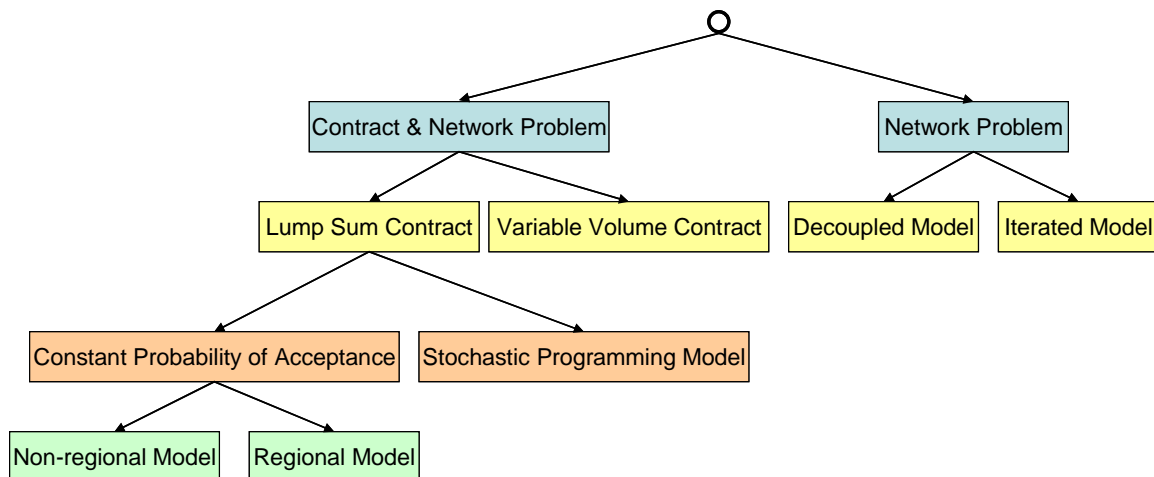 Contract & Network Problem
Network Problem
Lump Sum Contract
Variable Volume Contract
Decoupled Model
Iterated Model
Constant Probability of Acceptance
Stochastic Programming Model
Non-regional Model
Regional Model